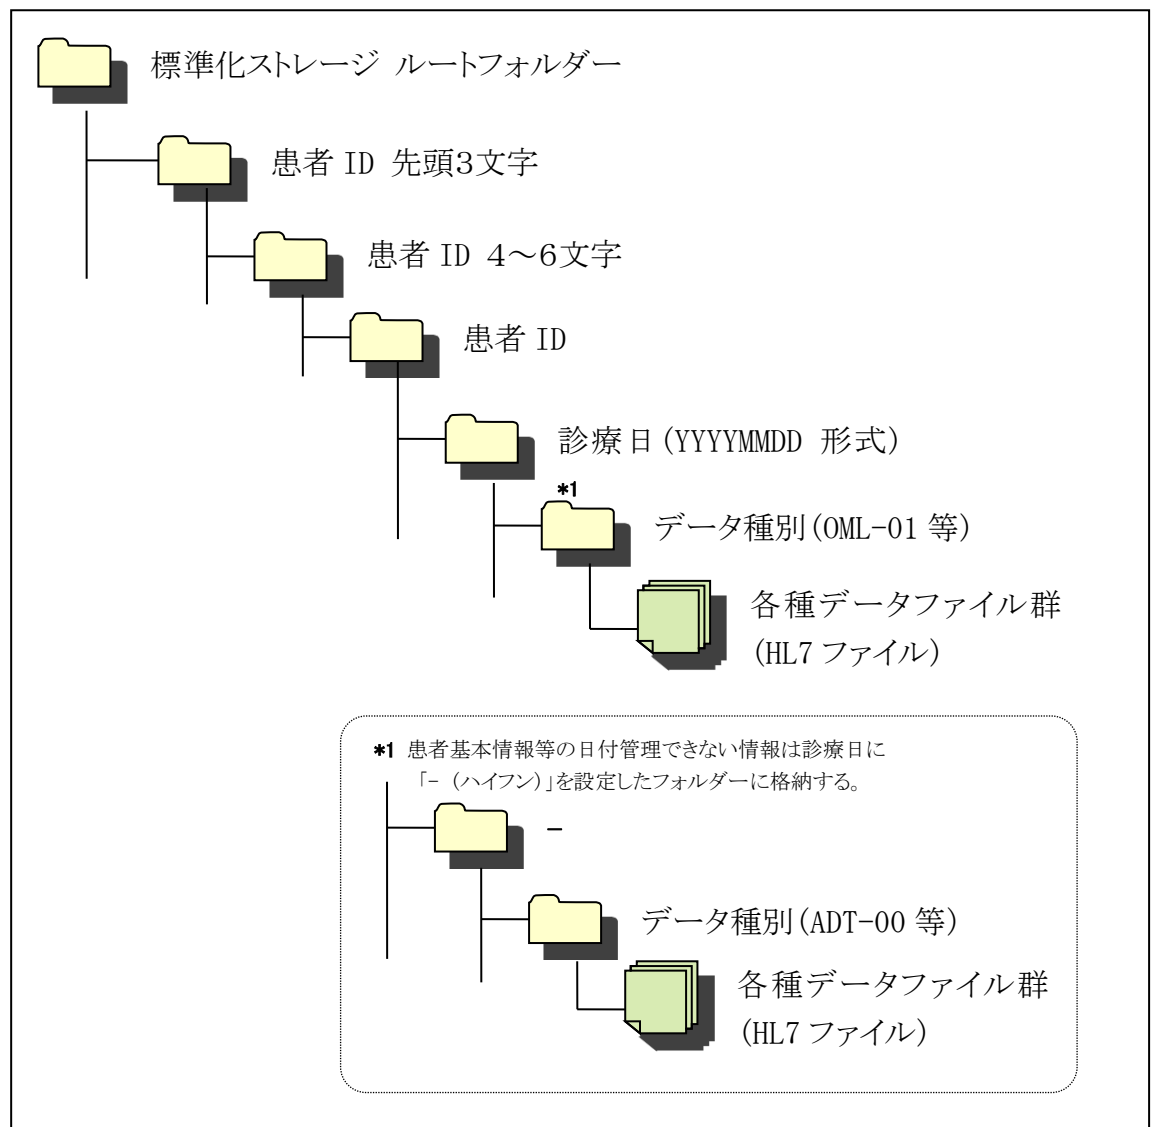 標準化ストレージ ルートフォルダー
患者 ID 先頭３文字
患者 ID ４～６文字
患者 ID
診療日(YYYYMMDD 形式)
*1
データ種別(OML-01 等)
各種データファイル群
(HL7 ファイル)
*1 患者基本情報等の日付管理できない情報は診療日に
「- (ハイフン)」を設定したフォルダーに格納する。
-
データ種別(ADT-00 等)
各種データファイル群
(HL7 ファイル)